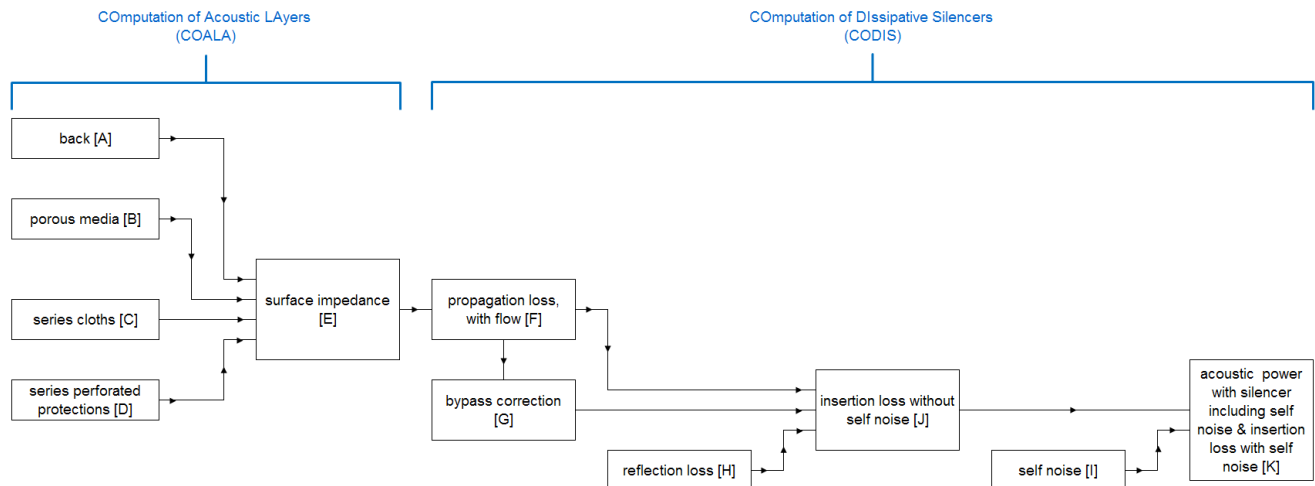 COmputation of Acoustic LAyers
(COALA)
COmputation of DIssipative Silencers
(CODIS)
back [A]
porous media [B]
series cloths [C]
series perforated
protections [D]
surface impedance
[E]
propagation loss,
with flow [F]
bypass correction
[G]
reflection loss [H]
insertion loss without
self noise [J]
self noise [I]
acoustic power
with silencer
including self
noise & insertion
loss with self
noise [K]